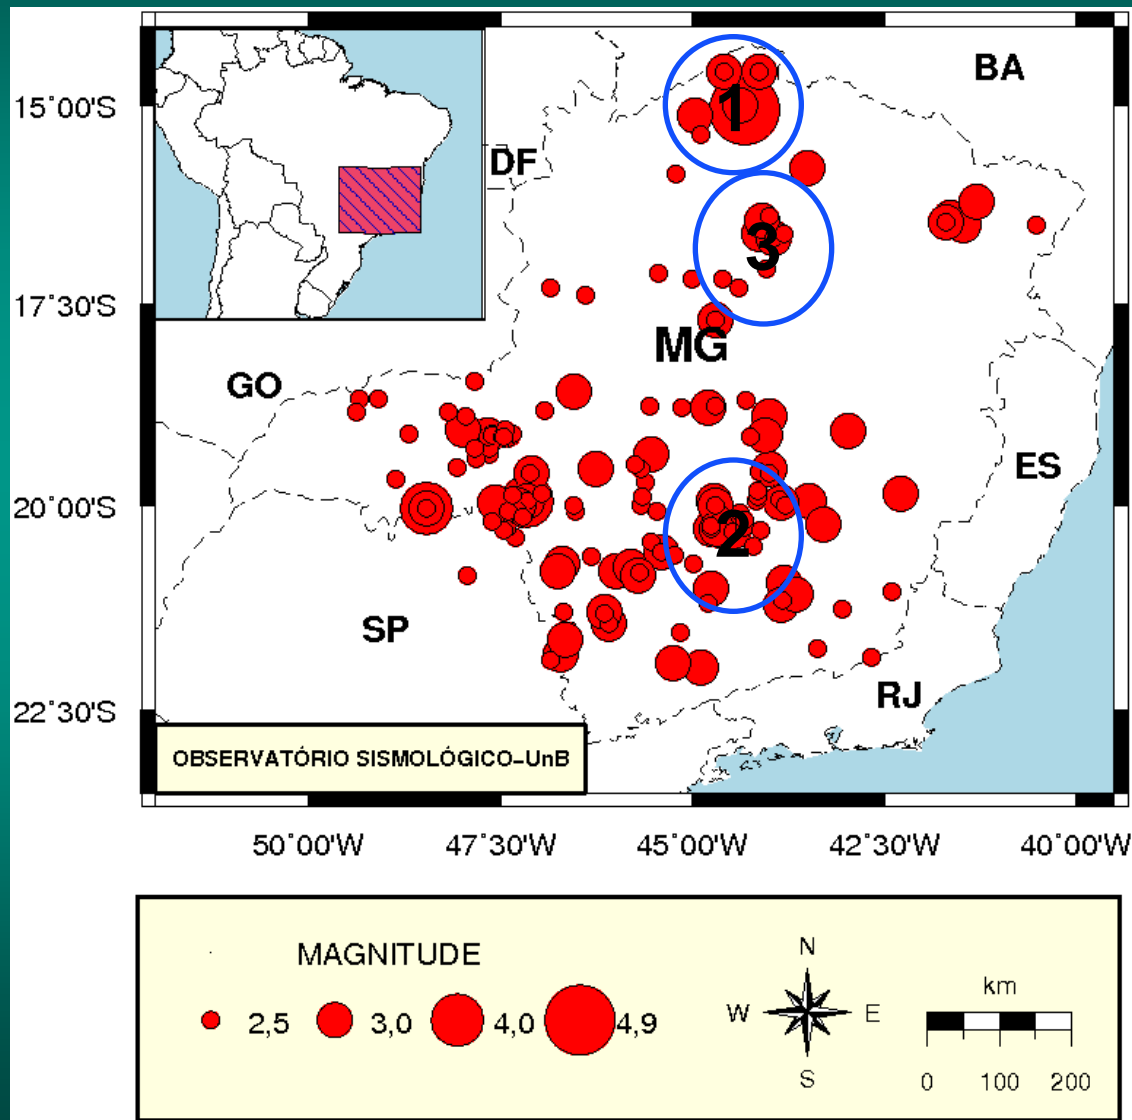 BA
15°00'S
1
DF
3
17°30'S
MG
GO
ES
20°00'S
2
SP
RJ
22°30'S
OBSERVATÓRIO SISMOLÓGICO–UnB
50°00'W 47°30'W 45°00'W 42°30'W 40°00'W
MAGNITUDE
2,5 3,0 4,0 4,9
N
W E
S
km
0 100 200